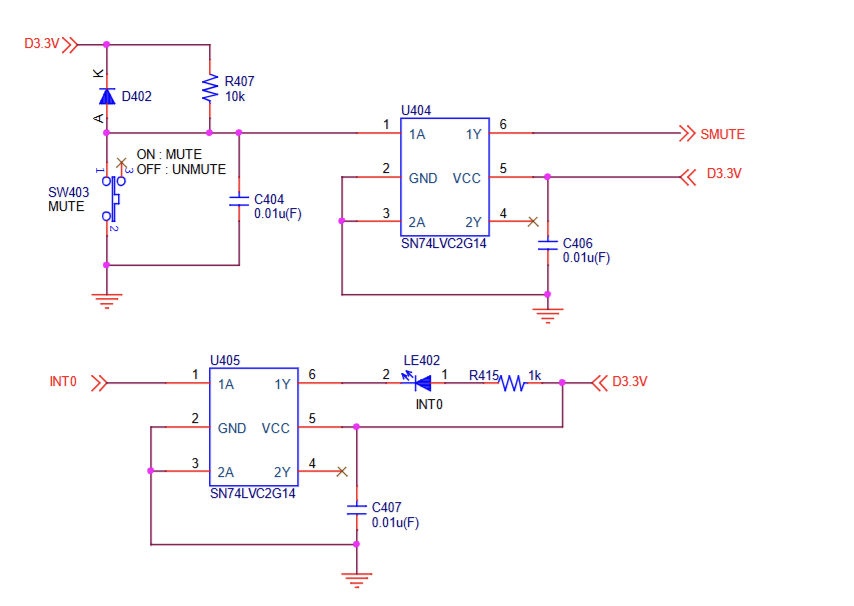 D3.3V
K
D402
A
R407
10k
ON : MUTE
OFF : UNMUTE
1
3
SW403
MUTE
2
C404
0.01u(F)
U404
1
1A
1Y
6
SMUTE
2
GND
VCC
5
D3.3V
3
2A
2Y
4
SN74LVC2G14
C406
0.01u(F)
INT0
U405
1
1A
1Y
6
LE402
2
1
INT0
R415
1k
D3.3V
2
GND
VCC
5
3
2A
2Y
4
SN74LVC2G14
C407
0.01u(F)